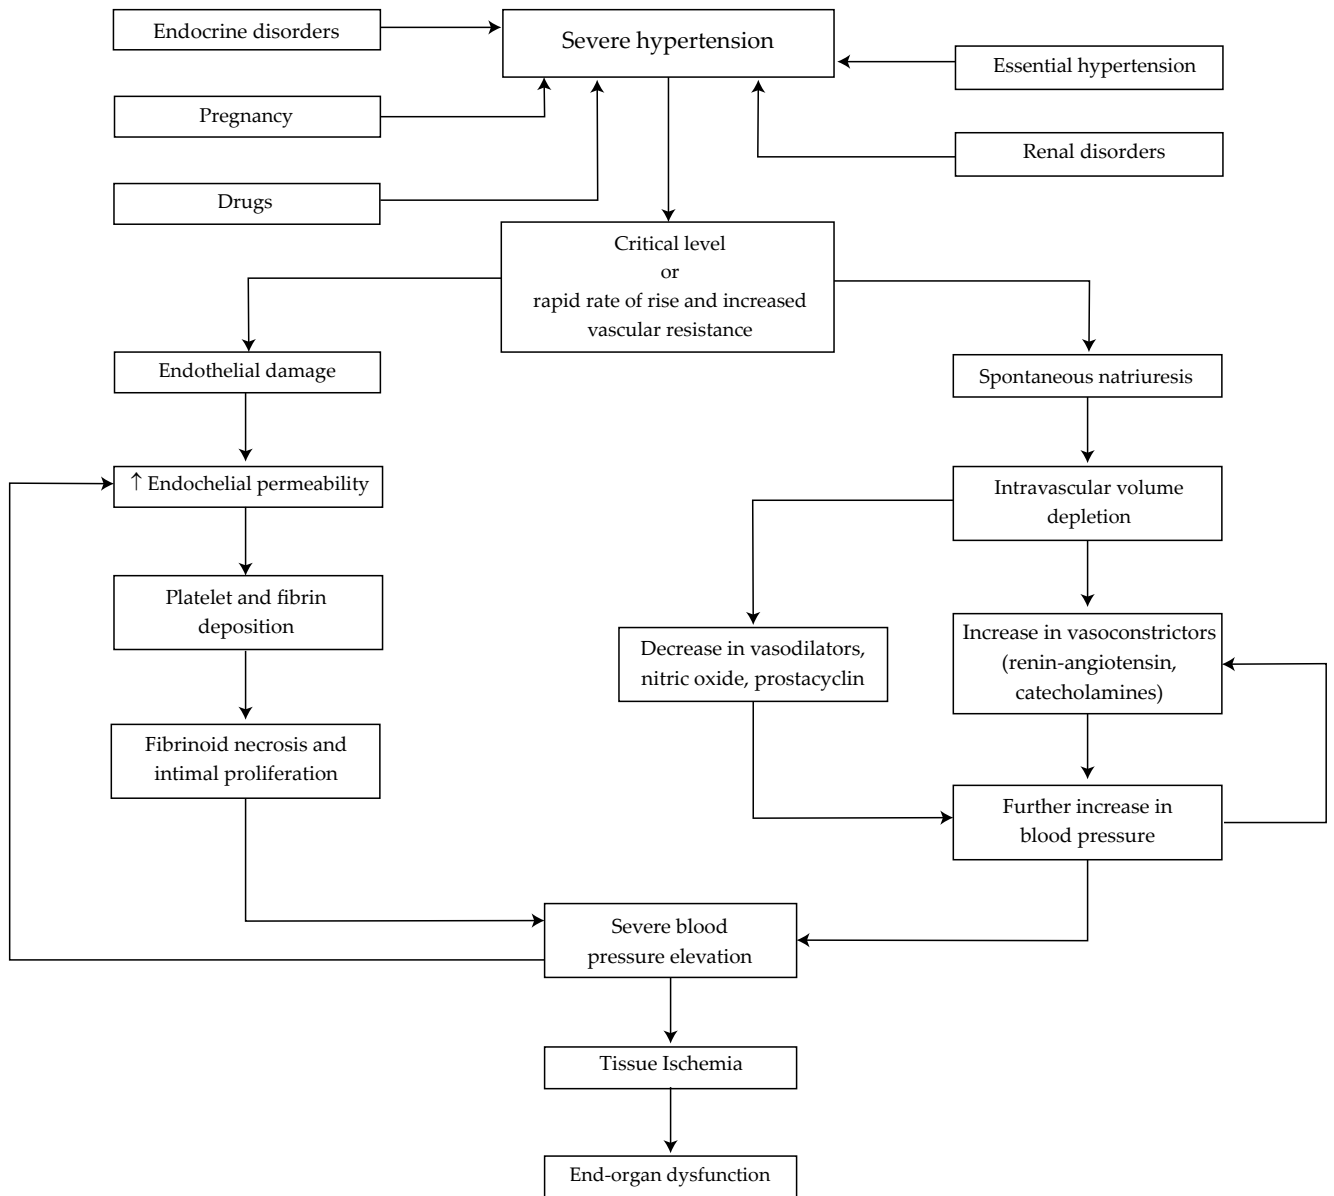 Endocrine disorders
Severe hypertension
Essential hypertension
Pregnancy
Renal disorders
Drugs
Critical level
or
rapid rate of rise and increased
vascular resistance
Endothelial damage
Spontaneous natriuresis
↑ Endochelial permeability
Intravascular volume
depletion
Platelet and fibrin
deposition
Decrease in vasodilators,
nitric oxide, prostacyclin
Increase in vasoconstrictors
(renin-angiotensin,
catecholamines)
Fibrinoid necrosis and
intimal proliferation
Further increase in
blood pressure
Severe blood
pressure elevation
Tissue Ischemia
End-organ dysfunction